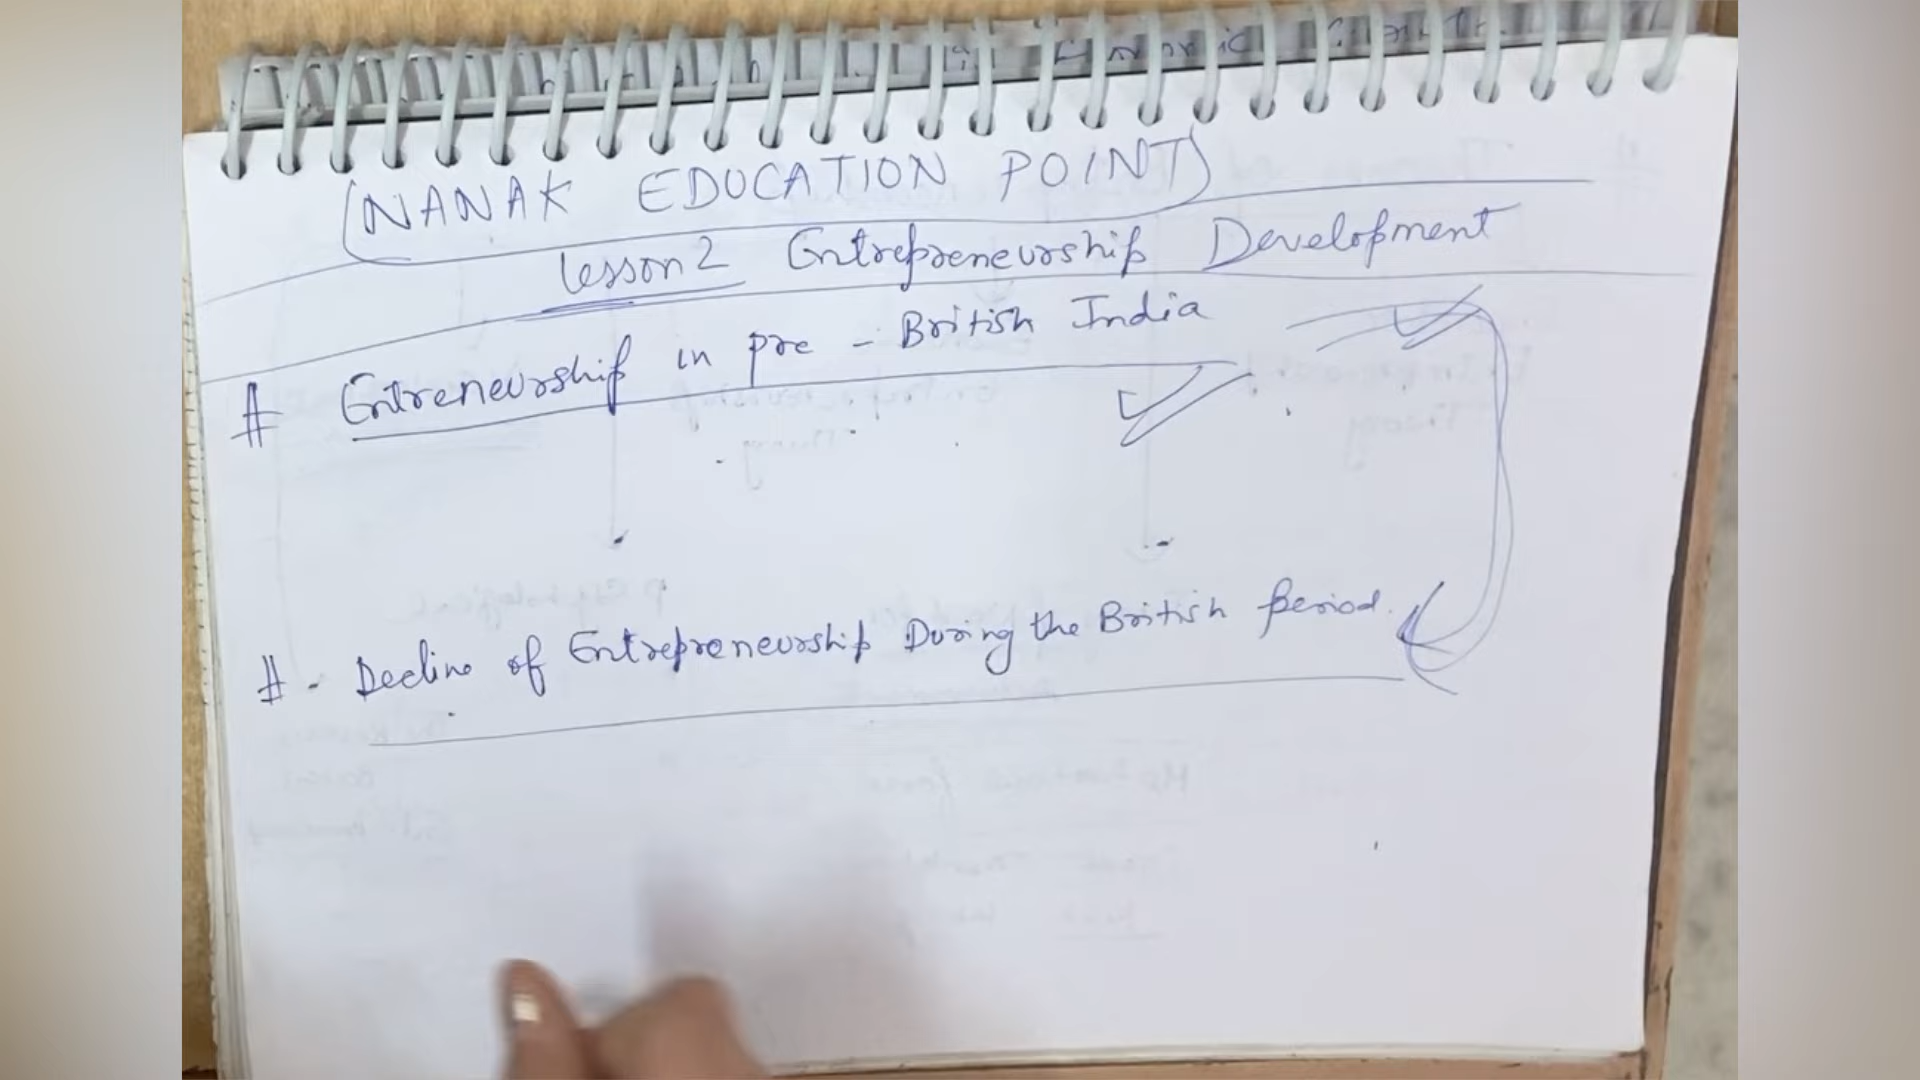 NANAK EDUCATION POINT
Lesson 2 Entrepreneurship Development
# Entreneurship in pre - British India
# - Decline of Entrepreneurship During the British period.